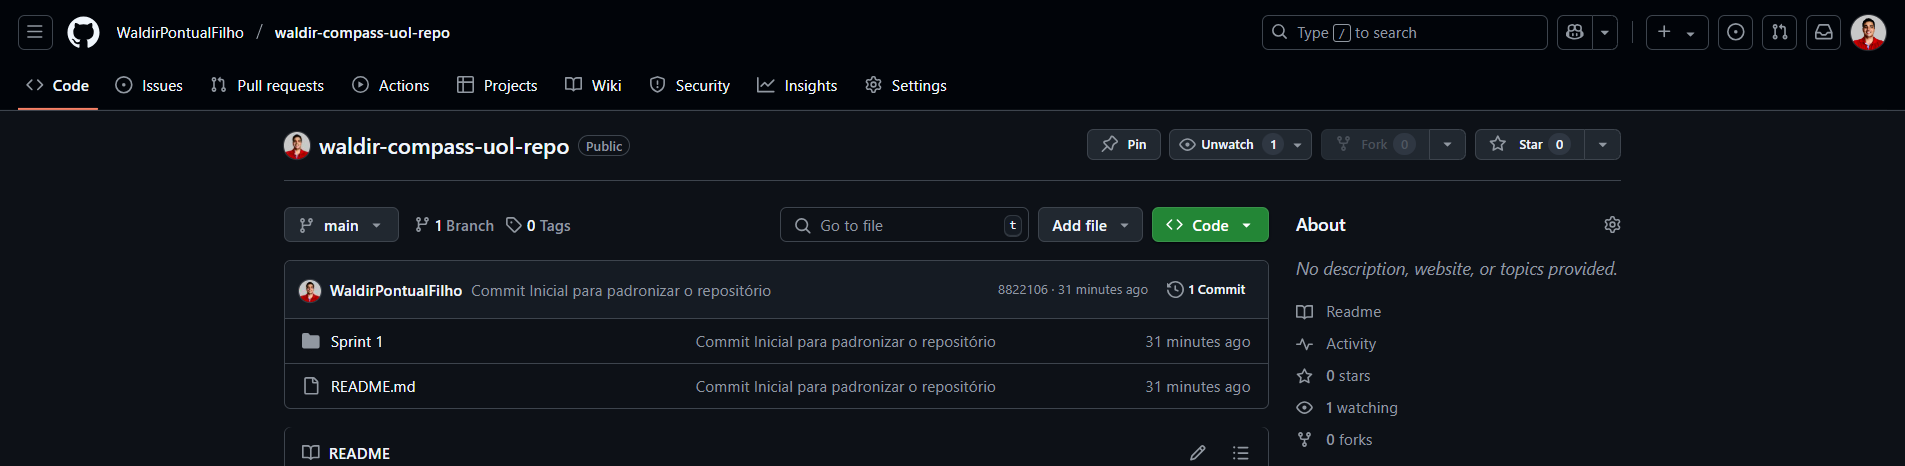 WaldirPontualFilho / waldir-compass-uol-repo
Type / to search
Code Issues Pull requests Actions Projects Wiki Security Insights Settings
waldir-compass-uol-repo Public
Pin Unwatch 1 Fork 0 Star 0
main 1 Branch 0 Tags
Go to file t Add file Code
WaldirPontualFilho Commit Inicial para padronizar o repositório 8822106 · 31 minutes ago 1 Commit
Sprint 1 Commit Inicial para padronizar o repositório 31 minutes ago
README.md Commit Inicial para padronizar o repositório 31 minutes ago
README
About
No description, website, or topics provided.
Readme
Activity
0 stars
1 watching
0 forks